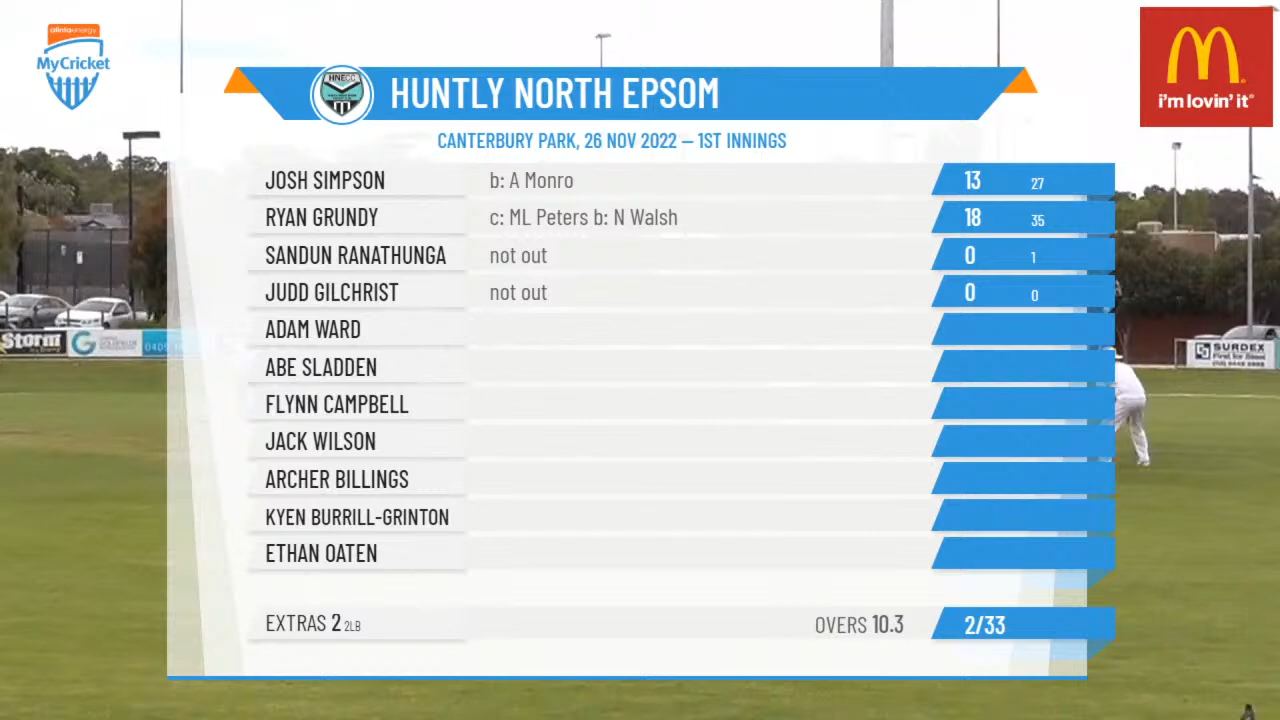 alintaenergy
MyCricket
HNECC
HUNTLY NORTH EPSOM
i'm lovin' it®
CANTERBURY PARK, 26 NOV 2022 – 1ST INNINGS
JOSH SIMPSON b: A Monro 13 27
RYAN GRUNDY c: ML Peters b: N Walsh 18 35
SANDUN RANATHUNGA not out 0 1
JUDD GILCHRIST not out 0 0
ADAM WARD
ABE SLADDEN
FLYNN CAMPBELL
JACK WILSON
ARCHER BILLINGS
KYEN BURRILL-GRINTON
ETHAN OATEN
EXTRAS 2 2LB OVERS 10.3 2/33
Storm
SURDEX